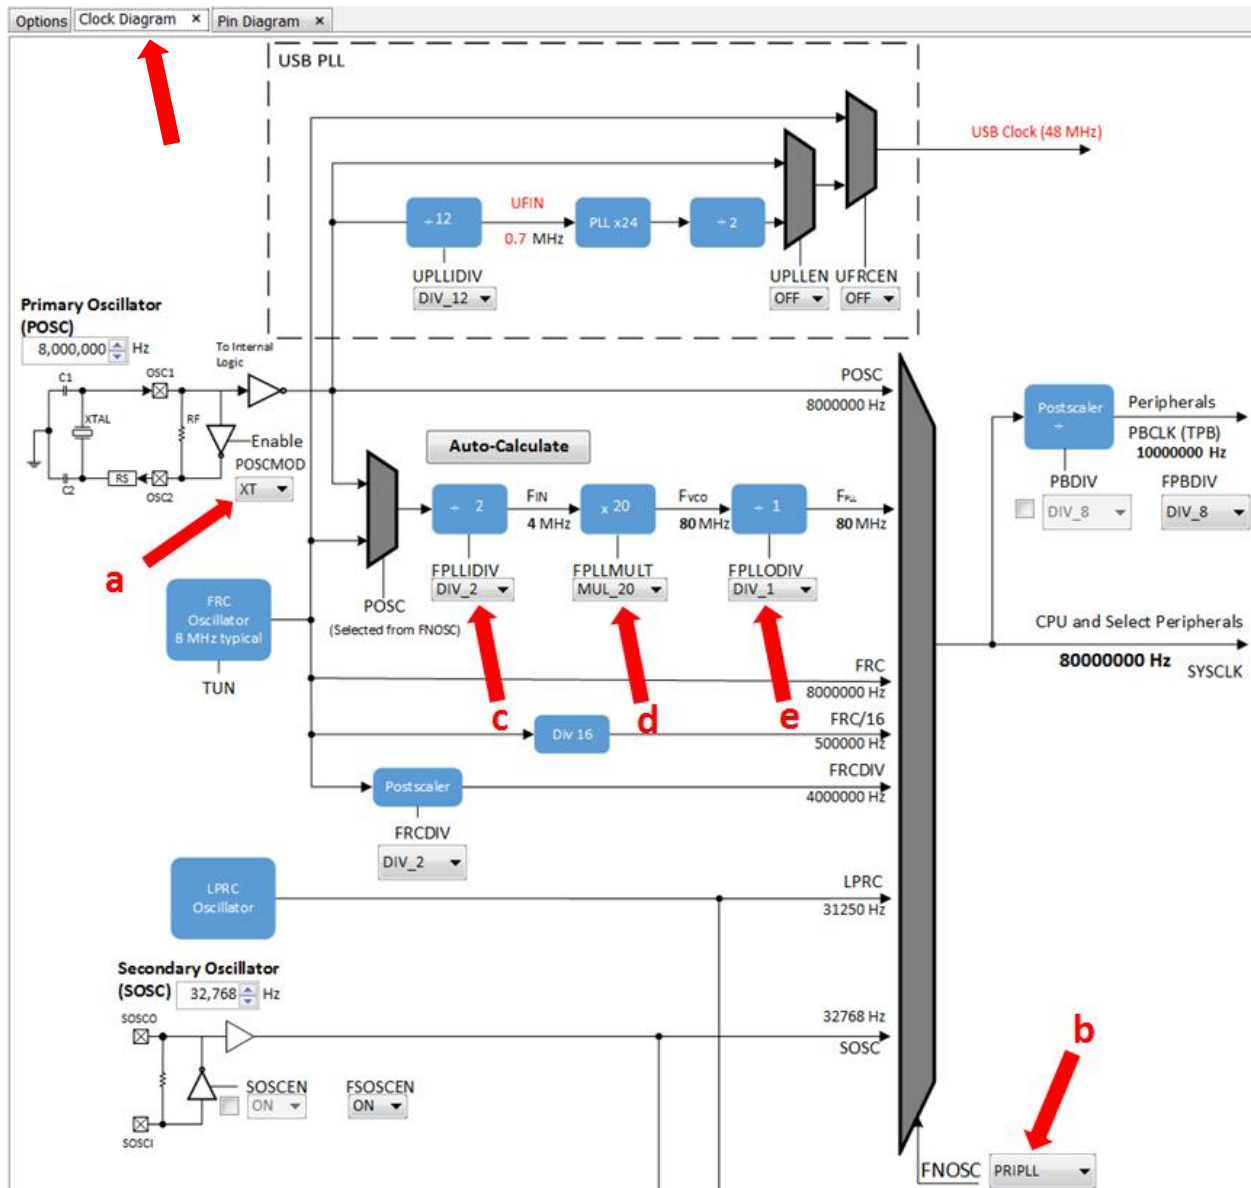 Options
Clock Diagram ×
Pin Diagram ×
USB PLL
USB Clock (48 MHz)
÷ 12
UFIN
0.7 MHz
PLL x24
÷ 2
UPLLIDIV
DIV_12
UPLLEN
OFF
UFRCEN
OFF
Primary Oscillator
(POSC)
8,000,000 Hz
To Internal
Logic
C1
OSC1
XTAL
RF
Enable
C2
RS
OSC2
POSCMOD
XT
a
POSC
8000000 Hz
Auto-Calculate
÷ 2
FIN
4 MHz
x 20
FVCO
80 MHz
÷ 1
FPLL
80 MHz
FPLLIDIV
DIV_2
FPLLMULT
MUL_20
FPLLODIV
DIV_1
POSC
(Selected from FNOSC)
c
d
e
Postscaler
÷
Peripherals
PBCLK (TPB)
10000000 Hz
PBDIV
DIV_8
FPBDIV
DIV_8
CPU and Select Peripherals
80000000 Hz
SYSCLK
FRC
Oscillator
8 MHz typical
TUN
FRC
8000000 Hz
Div 16
FRC/16
500000 Hz
Postscaler
FRCDIV
4000000 Hz
FRCDIV
DIV_2
LPRC
Oscillator
LPRC
31250 Hz
Secondary Oscillator
(SOSC) 32,768 Hz
SOSCO
32768 Hz
SOSC
SOSCEN
ON
FSOSCEN
ON
SOSCI
b
FNOSC PRIPLL